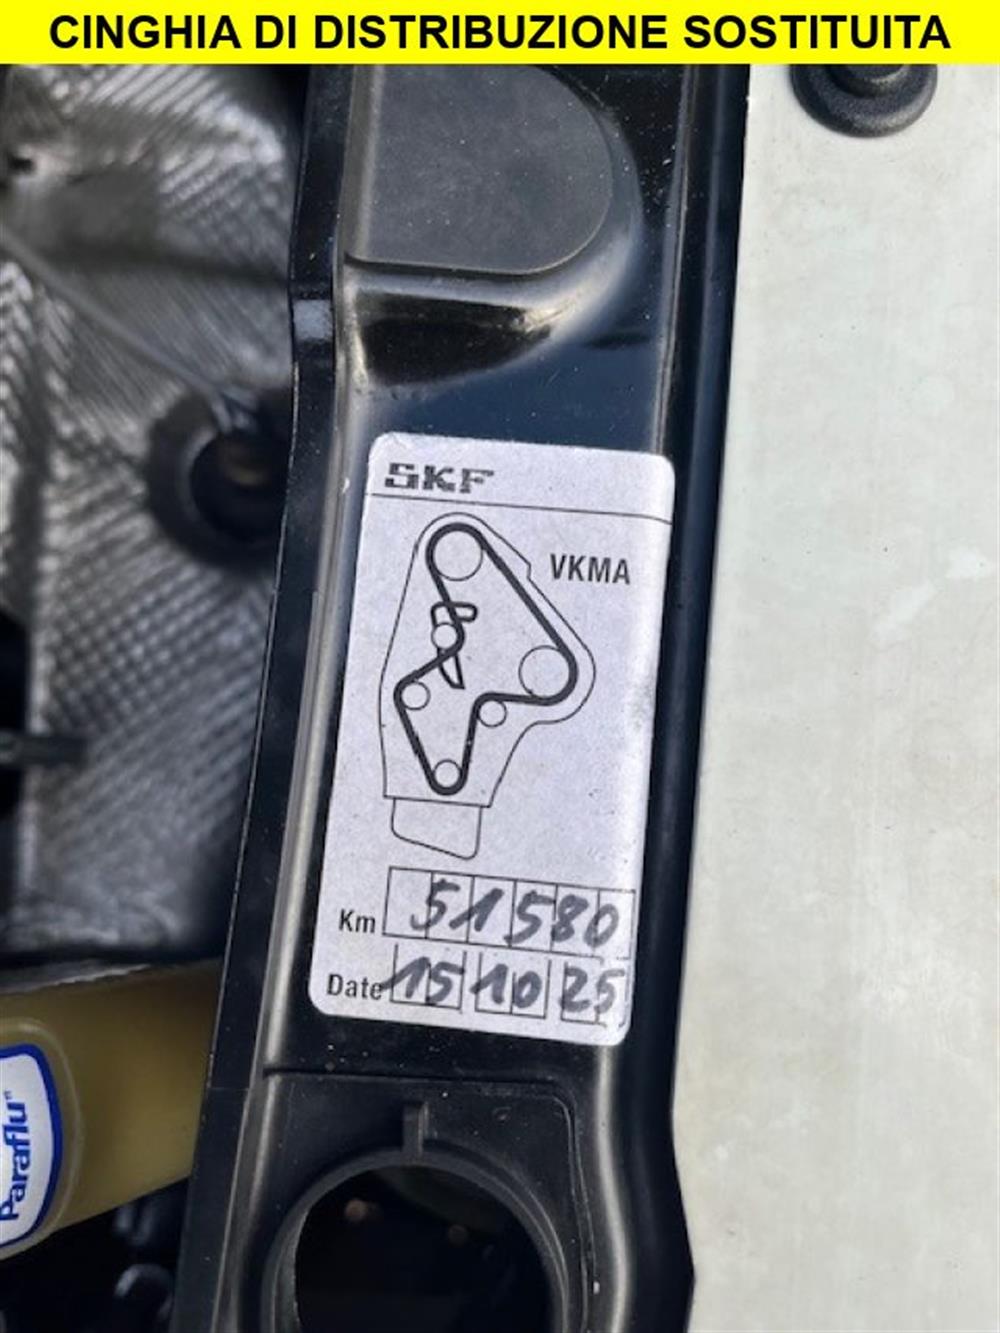 CINGHIA DI DISTRIBUZIONE SOSTITUITA
SKF
VKMA
Km 51580
Date 15 10 25
Paraflu"